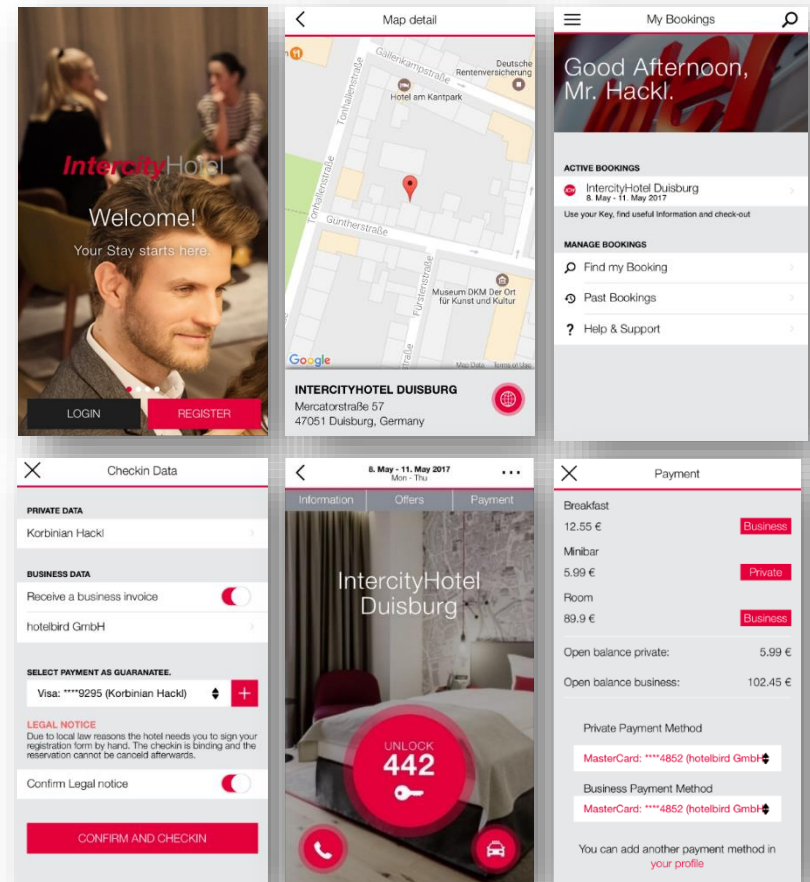 IntercityHotel
Welcome!
Your Stay starts here.
LOGIN
REGISTER
Map detail
Gallenkampstraße
Deutsche
Rentenversicherung
Hotel am Kantpark
Tonhallenstraße
Tonhallenstraße
Güntherstraße
Fürstenstraße
Museum DKM Der Ort
für Kunst und Kultur
Google
Map Data
Terms of Use
INTERCITYHOTEL DUISBURG
Mercatorstraße 57
47051 Duisburg, Germany
My Bookings
Good Afternoon,
Mr. Hackl.
ACTIVE BOOKINGS
ICH
IntercityHotel Duisburg
8. May - 11. May 2017
Use your Key, find useful Information and check-out
MANAGE BOOKINGS
Find my Booking
Past Bookings
? Help & Support
Checkin Data
PRIVATE DATA
Korbinian Hackl
BUSINESS DATA
Receive a business invoice
hotelbird GmbH
SELECT PAYMENT AS GUARANATEE.
Visa: ****9295 (Korbinian Hackl)
+
LEGAL NOTICE
Due to local law reasons the hotel needs you to sign your
registration form by hand. The checkin is binding and the
reservation cannot be canceld afterwards.
Confirm Legal notice
CONFIRM AND CHECKIN
8. May - 11. May 2017
Mon - Thu
Information
Offers
Payment
IntercityHotel
Duisburg
UNLOCK
442
Payment
Breakfast
12.55 €
Business
Minibar
5.99 €
Private
Room
89.9 €
Business
Open balance private: 5.99 €
Open balance business: 102.45 €
Private Payment Method
MasterCard: ****4852 (hotelbird GmbH
Business Payment Method
MasterCard: ****4852 (hotelbird GmbH
You can add another payment method in
your profile